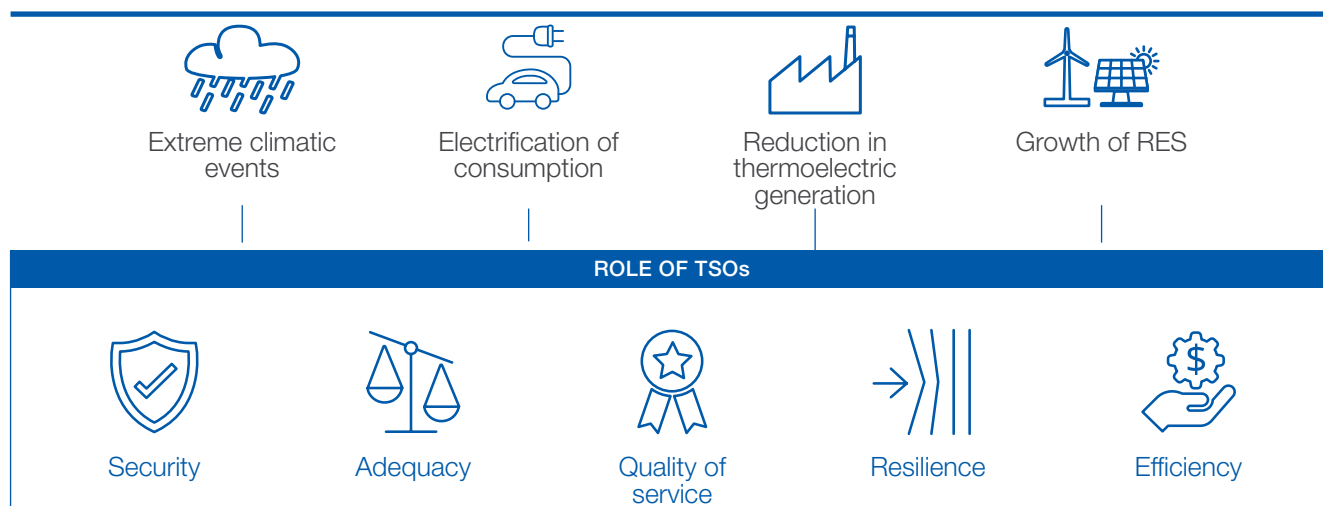 Extreme climatic
events
Electrification of
consumption
Reduction in
thermoelectric
generation
Growth of RES
ROLE OF TSOs
$
Security
Adequacy
Quality of
service
Resilience
Efficiency